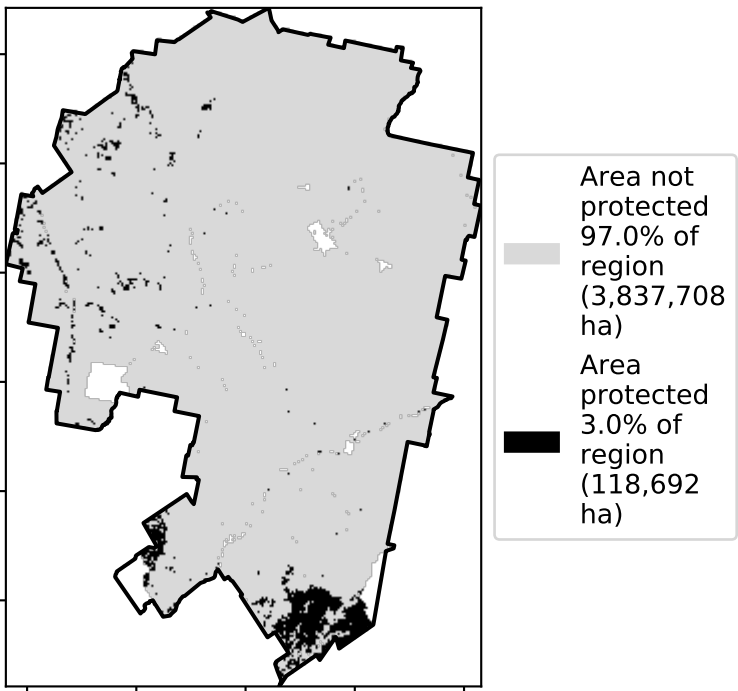 Area not
protected
97.0% of
region
(3,837,708
ha)
Area
protected
3.0% of
region
(118,692
ha)